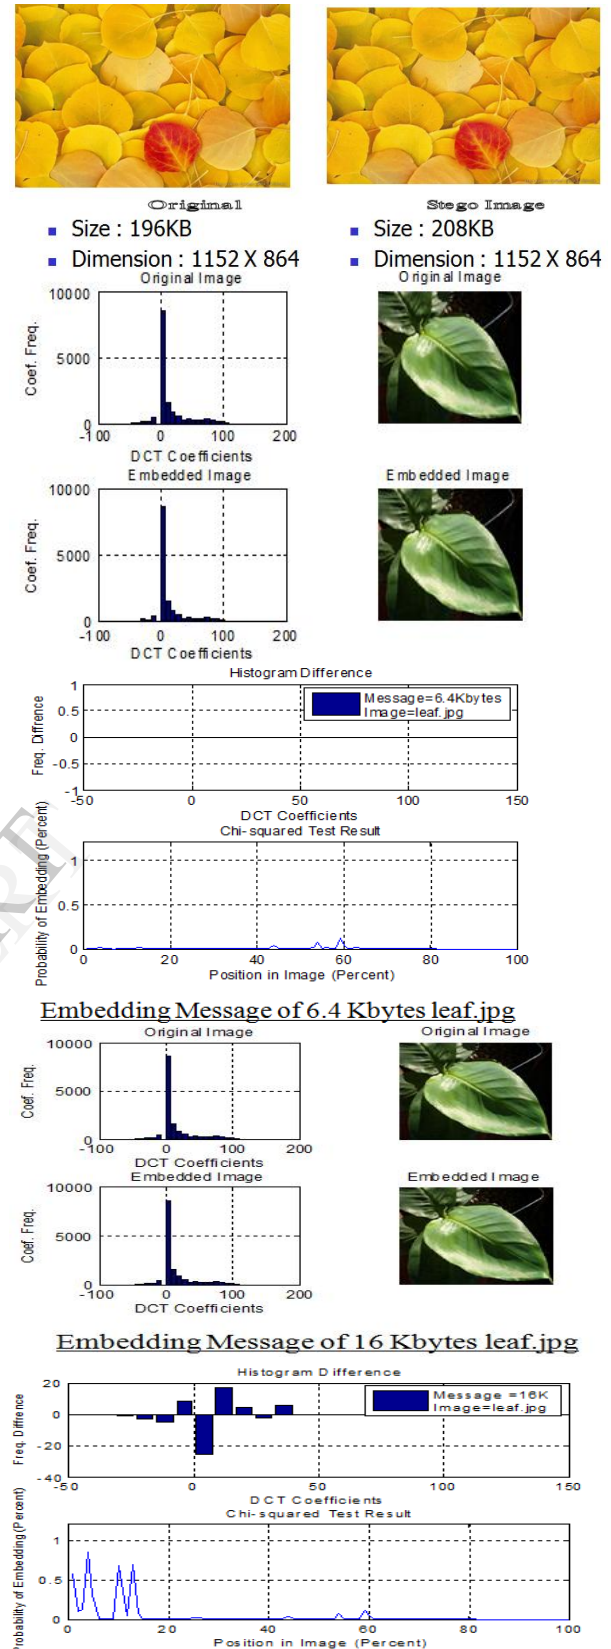 Original
Stego Image
▪ Size : 196KB
▪ Size : 208KB
▪ Dimension : 1152 X 864
▪ Dimension : 1152 X 864
Original Image
Original Image
Coef. Freq.
10000
5000
0
-100 0 100 200
DCT Coefficients
Embedded Image
Embedded Image
Coef. Freq.
10000
5000
0
-100 0 100 200
DCT Coefficients
Histogram Difference
Freq. Diffrence
1
0.5
0
-0.5
-1
Message=6.4Kbytes
Image=leaf.jpg
-50 0 50 100 150
DCT Coefficients
Chi-squared Test Result
Probability of Embedding (Percent)
1
0.5
0
0 20 40 60 80 100
Position in Image (Percent)
Embedding Message of 6.4 Kbytes leaf.jpg
Original Image
Original Image
Coef. Freq.
10000
5000
0
-100 0 100 200
DCT Coefficients
Embedded Image
Embedded Image
Coef. Freq.
10000
5000
0
-100 0 100 200
DCT Coefficients
Embedding Message of 16 Kbytes leaf.jpg
Histogram Difference
Freq. Diffrence
20
0
-20
-40
Message =16K
Image=leaf.jpg
-50 0 50 100 150
DCT Coefficients
Chi-squared Test Result
Probability of Embedding (Percent)
1
0.5
0
0 20 40 60 80 100
Position in Image (Percent)